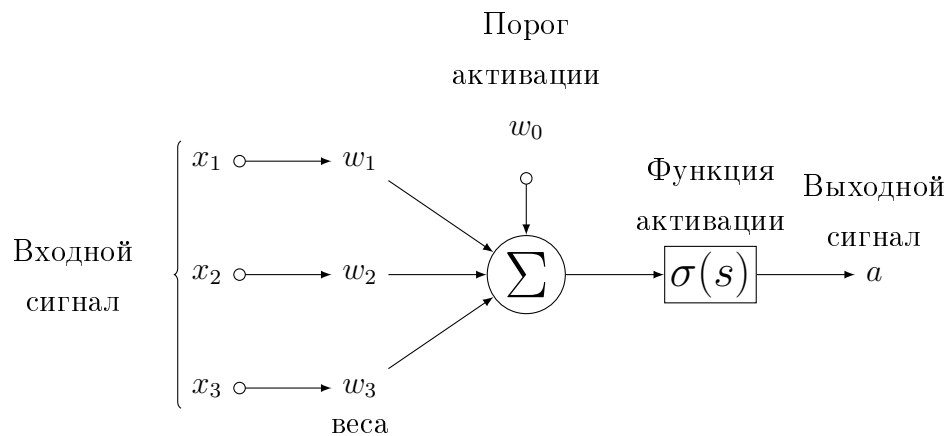 Порог
активации
w₀
Функция
активации
Выходной
сигнал
Входной
сигнал
x₁ w₁
x₂ w₂ Σ σ(s) a
x₃ w₃
веса